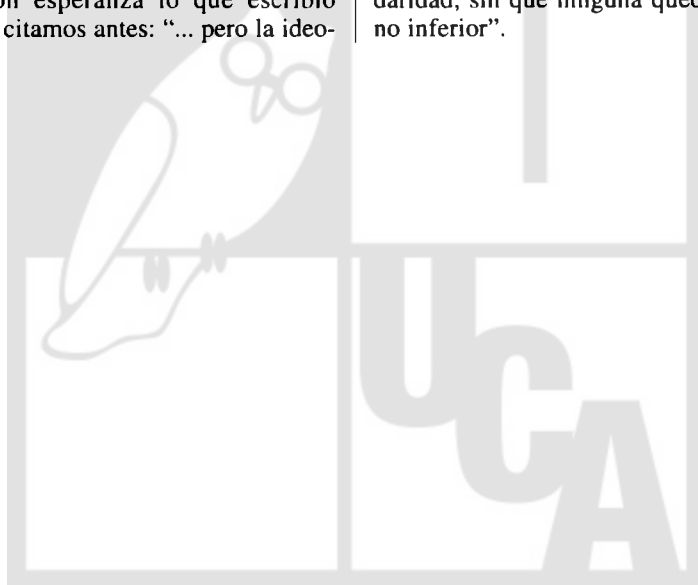 esperanza lo que escribió
citamos antes: “... pero la ideo-
daridad, sin que ninguna
no inferior”.
UCA